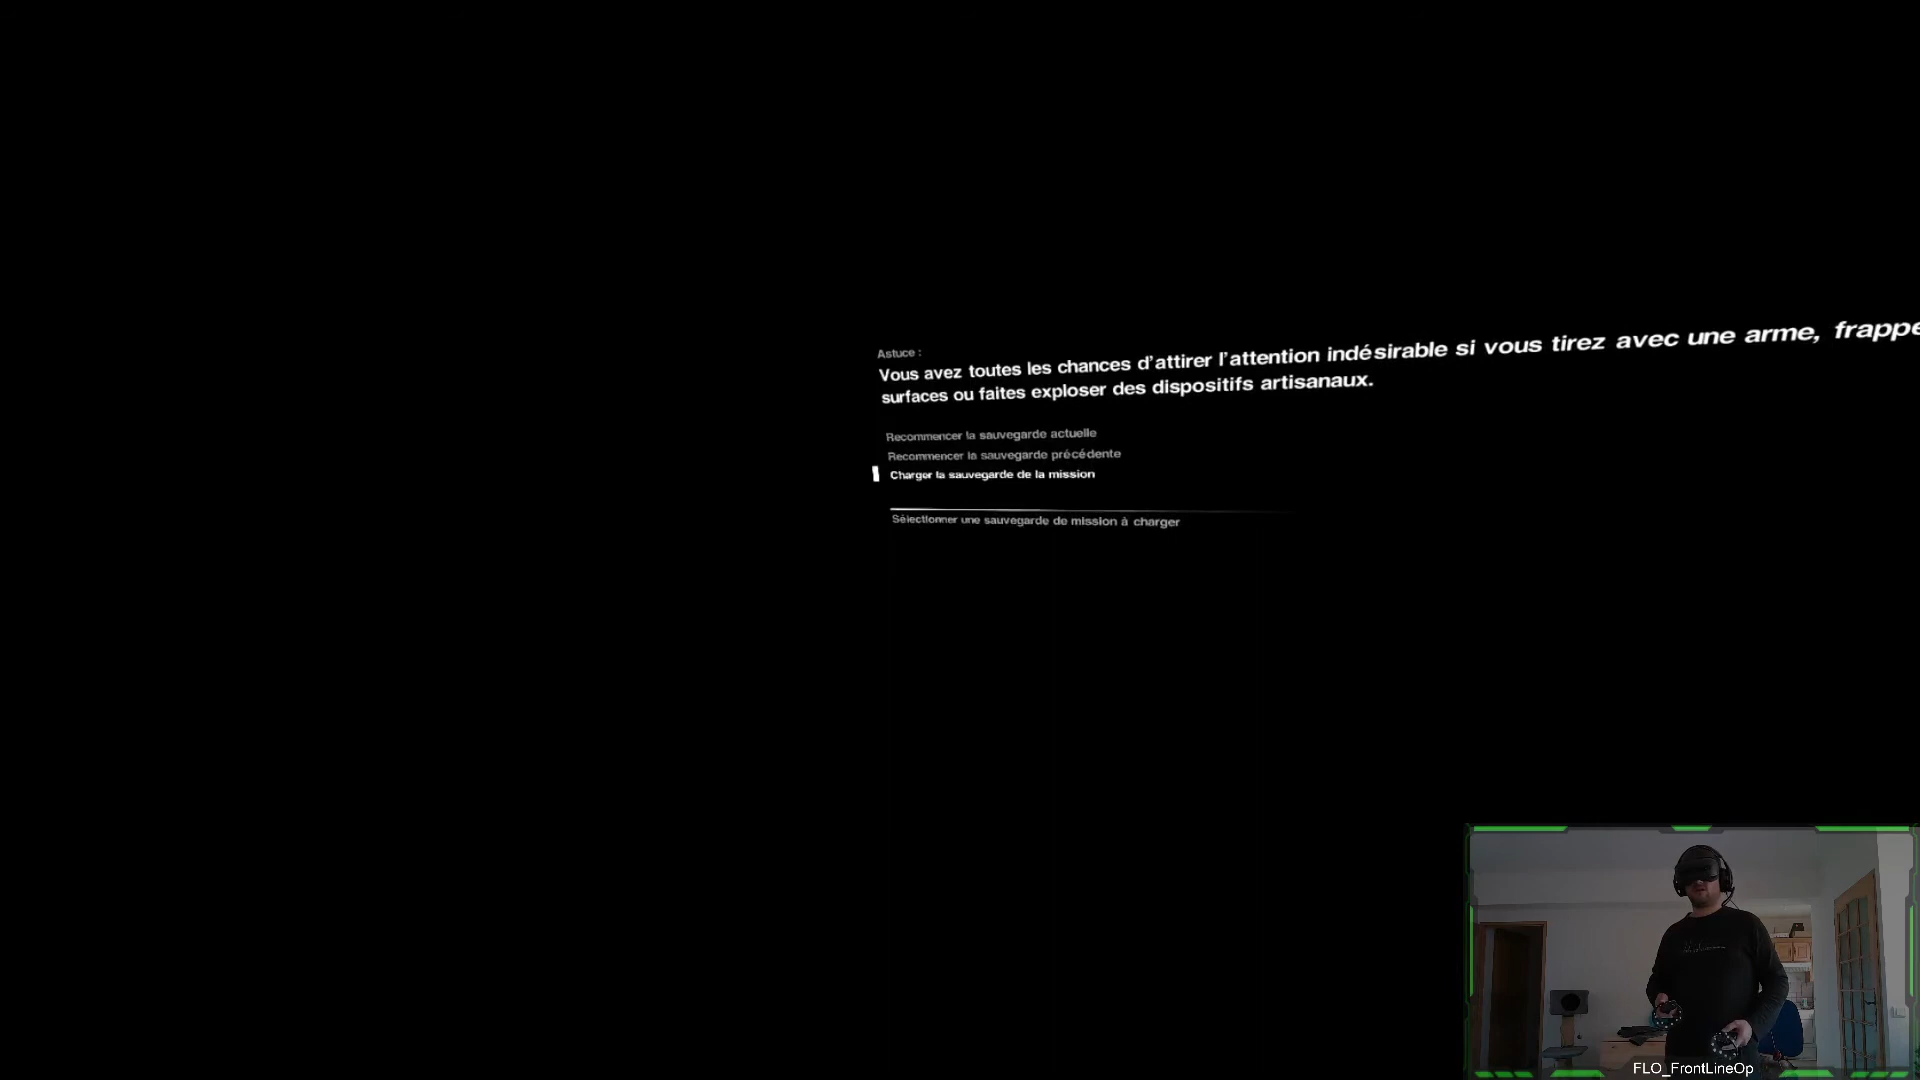 Astuce :
Vous avez toutes les chances d'attirer l'attention indésirable si vous tirez avec une arme, frappe
surfaces ou faites exploser des dispositifs artisanaux.
Recommencer la sauvegarde actuelle
Recommencer la sauvegarde précédente
Charger la sauvegarde de la mission
Sélectionner une sauvegarde de mission à charger
FLO_FrontLineOp